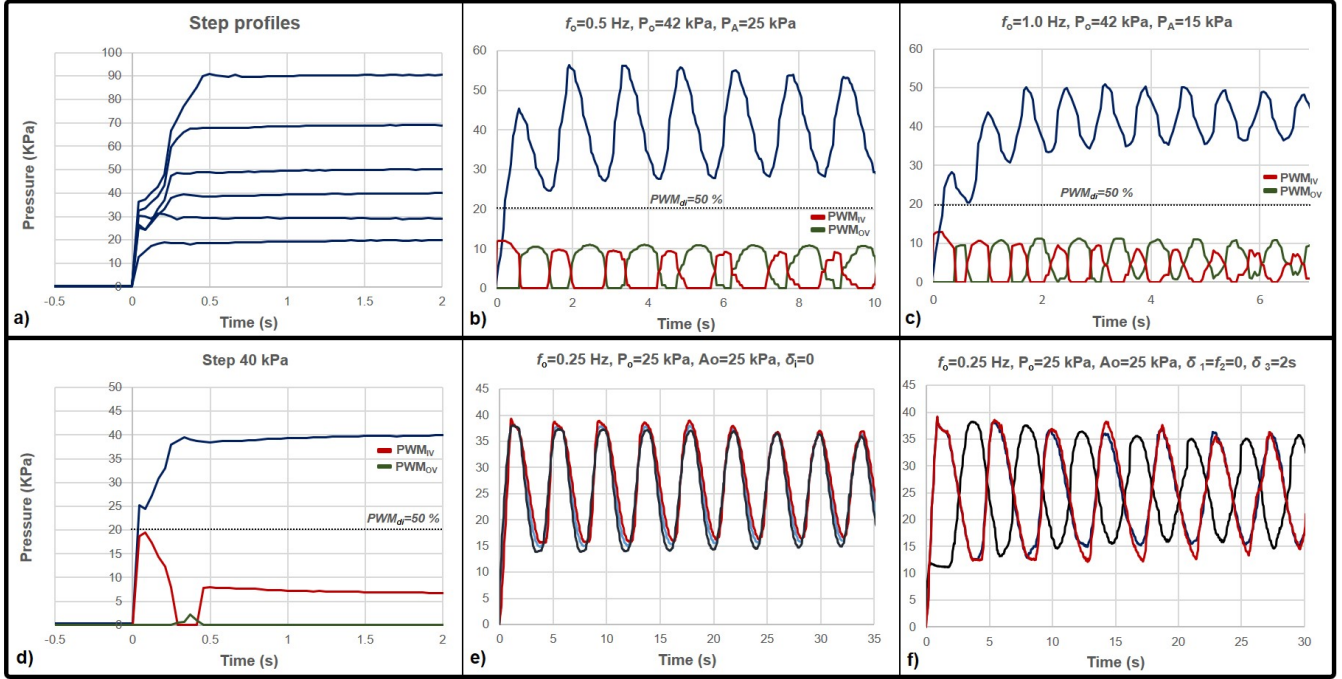 Step profiles
100
90
80
70
60
50
40
30
20
10
0
Pressure (KPa)
-0.5 0 0.5 1 1.5 2
Time (s)
a)
fo=0.5 Hz, Po=42 kPa, PA=25 kPa
60
50
40
30
20
10
0
PWMdi=50 %
PWMIV
PWMOV
0 2 4 6 8 10
Time (s)
b)
fo=1.0 Hz, Po=42 kPa, PA=15 kPa
60
50
40
30
20
10
0
PWMdi=50 %
PWMIV
PWMOV
0 2 4 6
Time (s)
c)
Step 40 kPa
50
45
40
35
30
25
20
15
10
5
0
Pressure (KPa)
PWMIV
PWMOV
PWMdi=50 %
-0.5 0 0.5 1 1.5 2
Time (s)
d)
fo=0.25 Hz, Po=25 kPa, Ao=25 kPa, δi=0
45
40
35
30
25
20
15
10
5
0
0 5 10 15 20 25 30 35
Time (s)
e)
fo=0.25 Hz, Po=25 kPa, Ao=25 kPa, δ1=f2=0, δ3=2s
45
40
35
30
25
20
15
10
5
0
0 5 10 15 20 25 30
Time (s)
f)